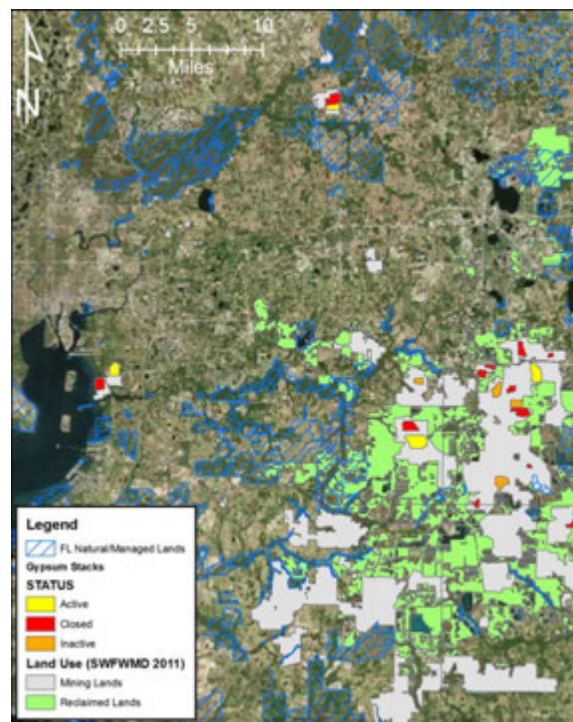 0 2.5 5 10
Miles
N
Legend
FL Natural/Managed Lands
Gypsum Stacks
STATUS
Active
Closed
Inactive
Land Use (SWFWMD 2011)
Mining Lands
Reclaimed Lands